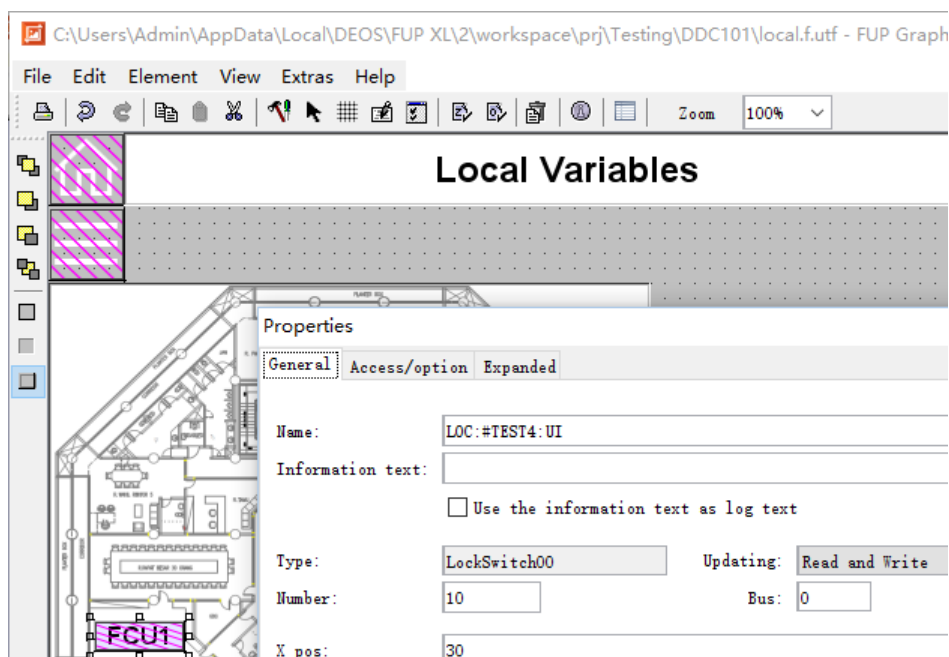 C:\Users\Admin\AppData\Local\DEOS\FUP XL\2\workspace\prj\Testing\DDC101\local.f.utf - FUP Graph
File Edit Element View Extras Help
Zoom 100%
Local Variables
PLANTER BOX
Properties
General Access/option Expanded
Name: LOC:#TEST4:UI
Information text:
Use the information text as log text
Type: LockSwitch00 Updating: Read and Write
Number: 10 Bus: 0
FCU1
X pos: 30